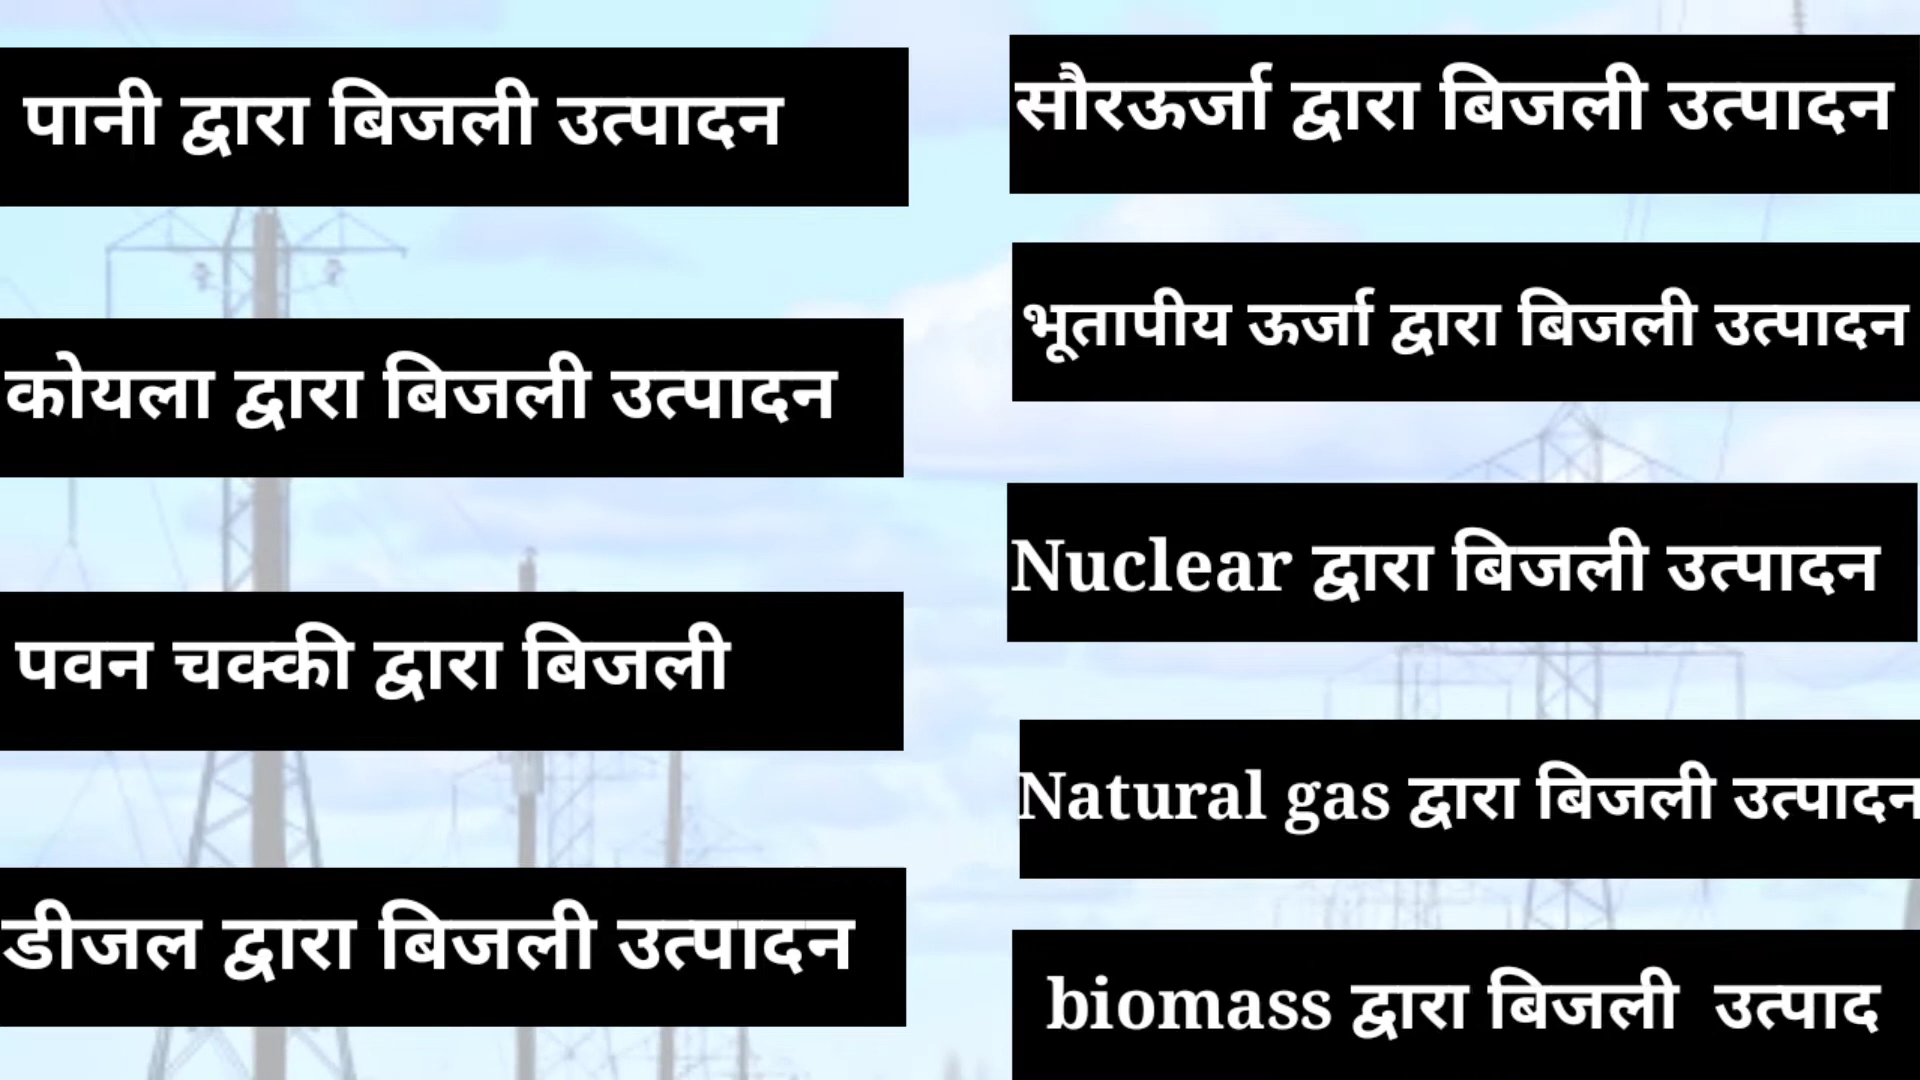 पानी द्वारा बिजली उत्पादन
कोयला द्वारा बिजली उत्पादन
पवन चक्की द्वारा बिजली
डीजल द्वारा बिजली उत्पादन
सौरऊर्जा द्वारा बिजली उत्पादन
भूतापीय ऊर्जा द्वारा बिजली उत्पादन
Nuclear द्वारा बिजली उत्पादन
Natural gas द्वारा बिजली उत्पादन
biomass द्वारा बिजली उत्पाद